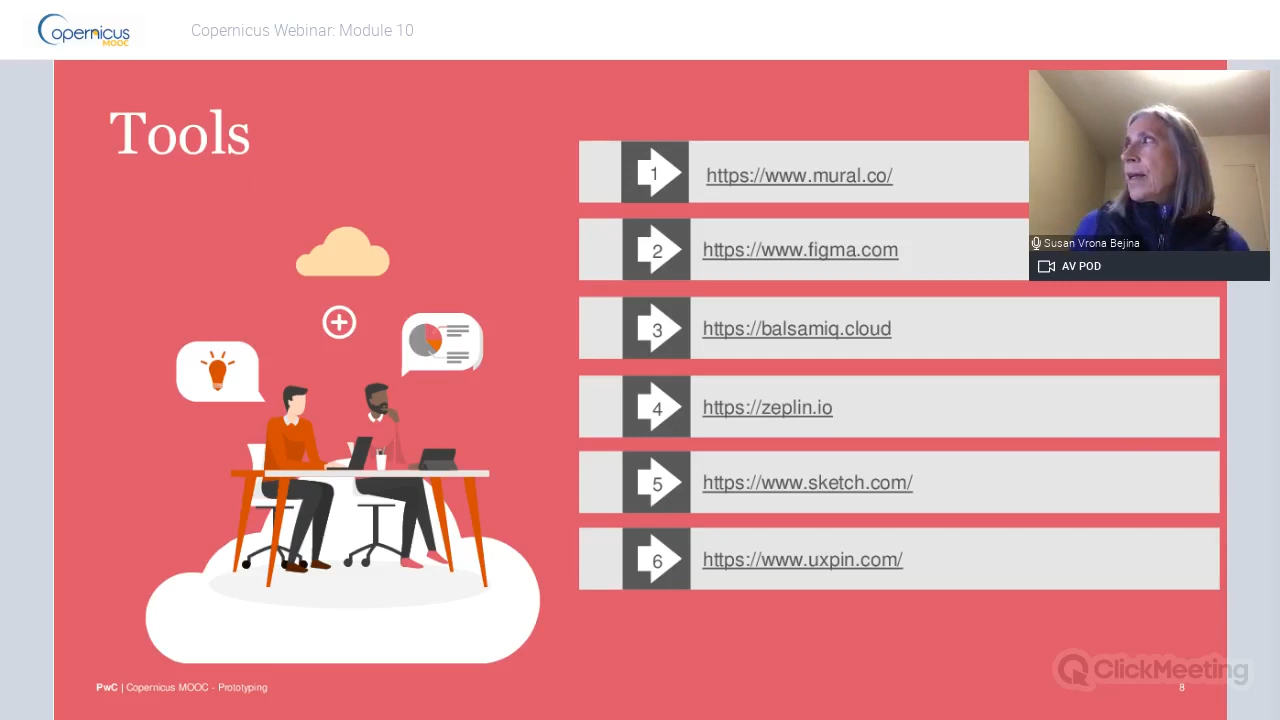 Copernicus
MOOC
Copernicus Webinar: Module 10
Tools
1 https://www.mural.co/
2 https://www.figma.com
3 https://balsamiq.cloud
4 https://zeplin.io
5 https://www.sketch.com/
6 https://www.uxpin.com/
Susan Vrona Bejina
AV POD
ClickMeeting
PwC | Copernicus MOOC - Prototyping
8